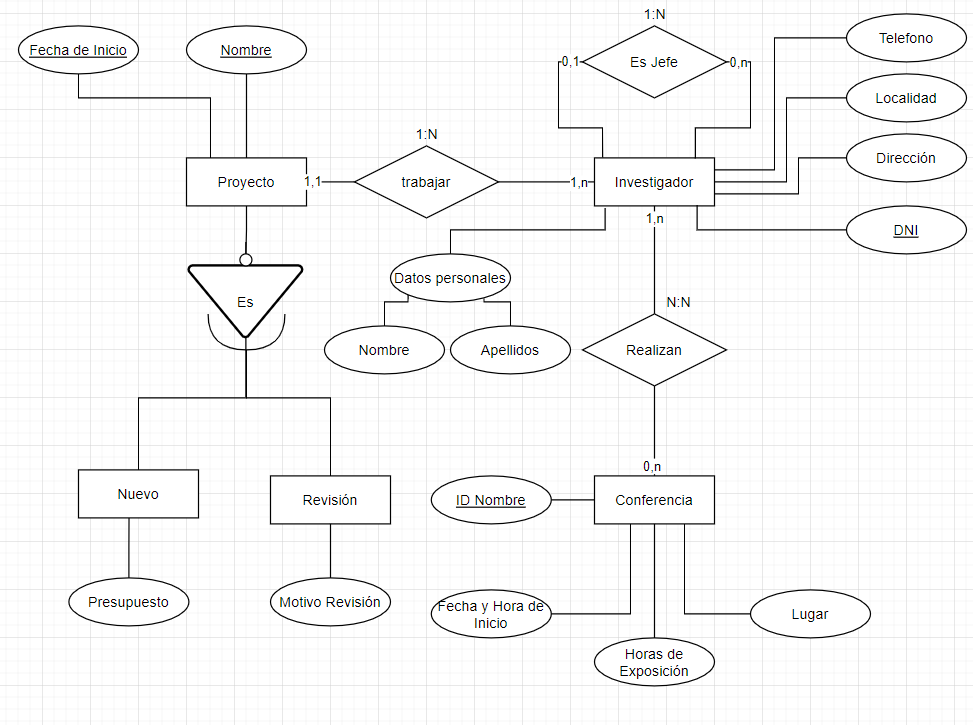 1:N
Fecha de Inicio
Nombre
0,1
Es Jefe
0,n
Telefono
Localidad
1:N
Dirección
Proyecto
1,1
trabajar
1,n
Investigador
1,n
DNI
Datos personales
Es
N:N
Nombre
Apellidos
Realizan
0,n
Nuevo
Revisión
ID Nombre
Conferencia
Presupuesto
Motivo Revisión
Fecha y Hora de
Inicio
Lugar
Horas de
Exposición